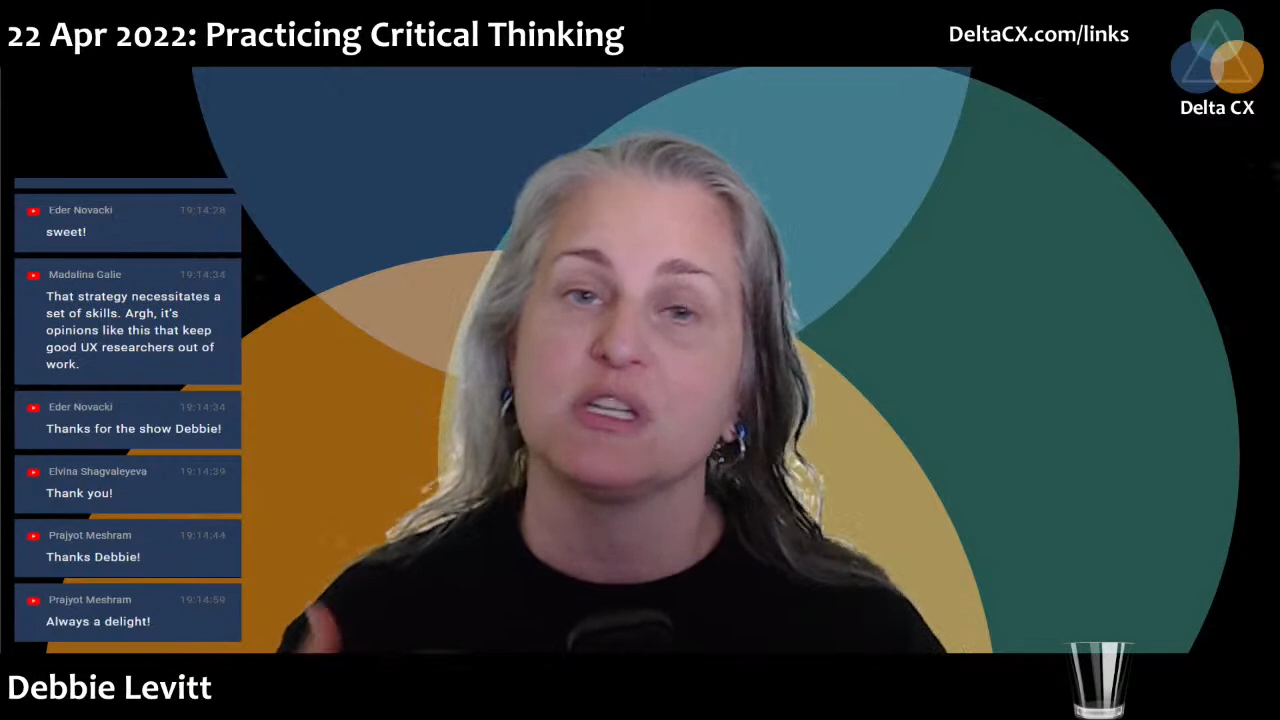 22 Apr 2022: Practicing Critical Thinking
DeltaCX.com/links
Delta CX
Eder Novacki 19:14:28
sweet!
Madalina Galie 19:14:34
That strategy necessitates a
set of skills. Argh, it's
opinions like this that keep
good UX researchers out of
work.
Eder Novacki 19:14:34
Thanks for the show Debbie!
Elvina Shagvaleyeva 19:14:39
Thank you!
Prajyot Meshram 19:14:44
Thanks Debbie!
Prajyot Meshram 19:14:59
Always a delight!
Debbie Levitt